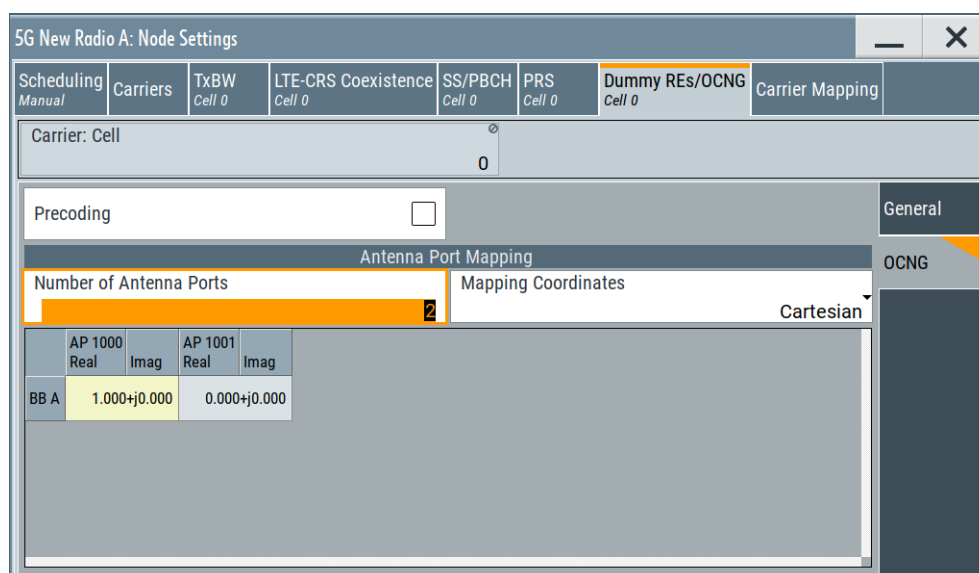 5G New Radio A: Node Settings
Scheduling Carriers TxBW LTE-CRS Coexistence SS/PBCH PRS Dummy REs/OCNG Carrier Mapping
Manual Cell 0 Cell 0 Cell 0 Cell 0 Cell 0
Carrier: Cell
0
Precoding
General
Antenna Port Mapping
OCNG
Number of Antenna Ports Mapping Coordinates
2 Cartesian
AP 1000 AP 1001
Real Imag Real Imag
BB A 1.000+j0.000 0.000+j0.000